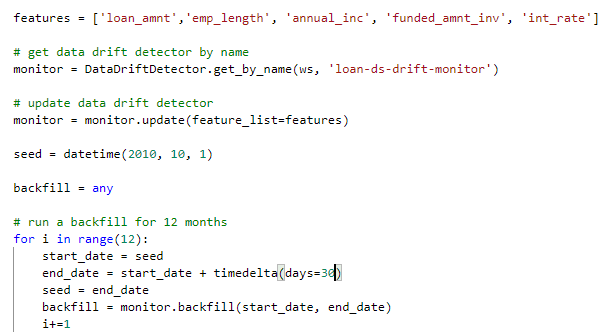 features = ['loan_amnt','emp_length', 'annual_inc', 'funded_amnt_inv', 'int_rate']
# get data drift detector by name
monitor = DataDriftDetector.get_by_name(ws, 'loan-ds-drift-monitor')
# update data drift detector
monitor = monitor.update(feature_list=features)
seed = datetime(2010, 10, 1)
backfill = any
# run a backfill for 12 months
for i in range(12):
    start_date = seed
    end_date = start_date + timedelta(days=30)
    seed = end_date
    backfill = monitor.backfill(start_date, end_date)
    i+=1